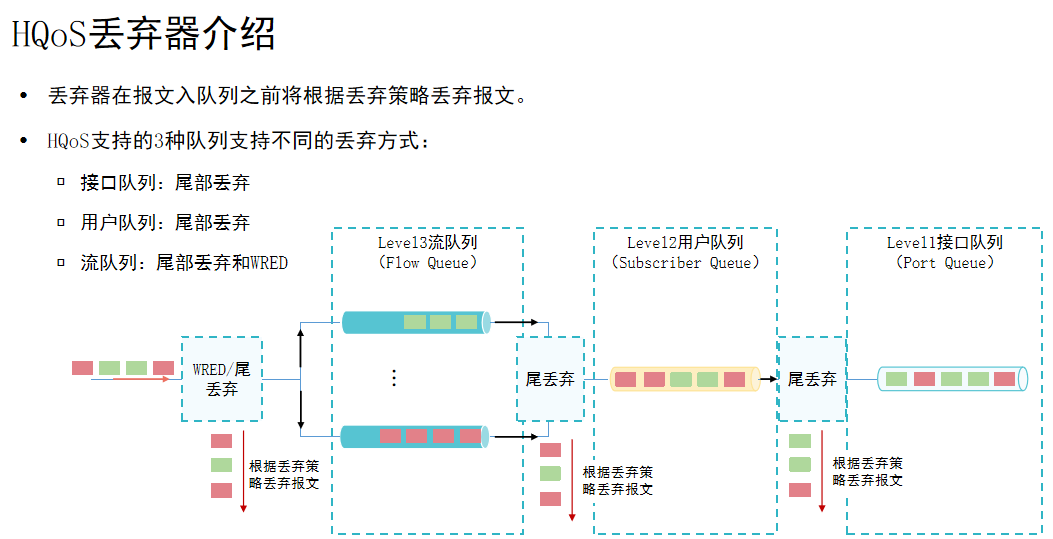 HQoS丢弃器介绍
• 丢弃器在报文入队列之前将根据丢弃策略丢弃报文。
• HQoS支持的3种队列支持不同的丢弃方式：
▫ 接口队列：尾部丢弃
▫ 用户队列：尾部丢弃
▫ 流队列：尾部丢弃和WRED
Level3流队列
（Flow Queue）
Level2用户队列
（Subscriber Queue）
Level1接口队列
（Port Queue）
WRED/尾
丢弃
⋮
尾丢弃
尾丢弃
根据丢弃策
略丢弃报文
根据丢弃策
略丢弃报文
根据丢弃策
略丢弃报文